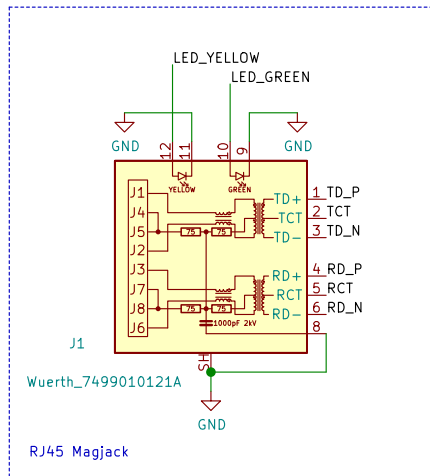 LED_YELLOW
LED_GREEN
GND
12
11
10
9
GND
YELLOW
GREEN
J1
J4
J5
J2
J3
J7
J8
J6
75
75
75
75
1000pF 2kV
TD+
TCT
TD-
RD+
RCT
RD-
1 TD_P
2 TCT
3 TD_N
4 RD_P
5 RCT
6 RD_N
8
SH
J1
Wuerth_7499010121A
GND
RJ45 Magjack